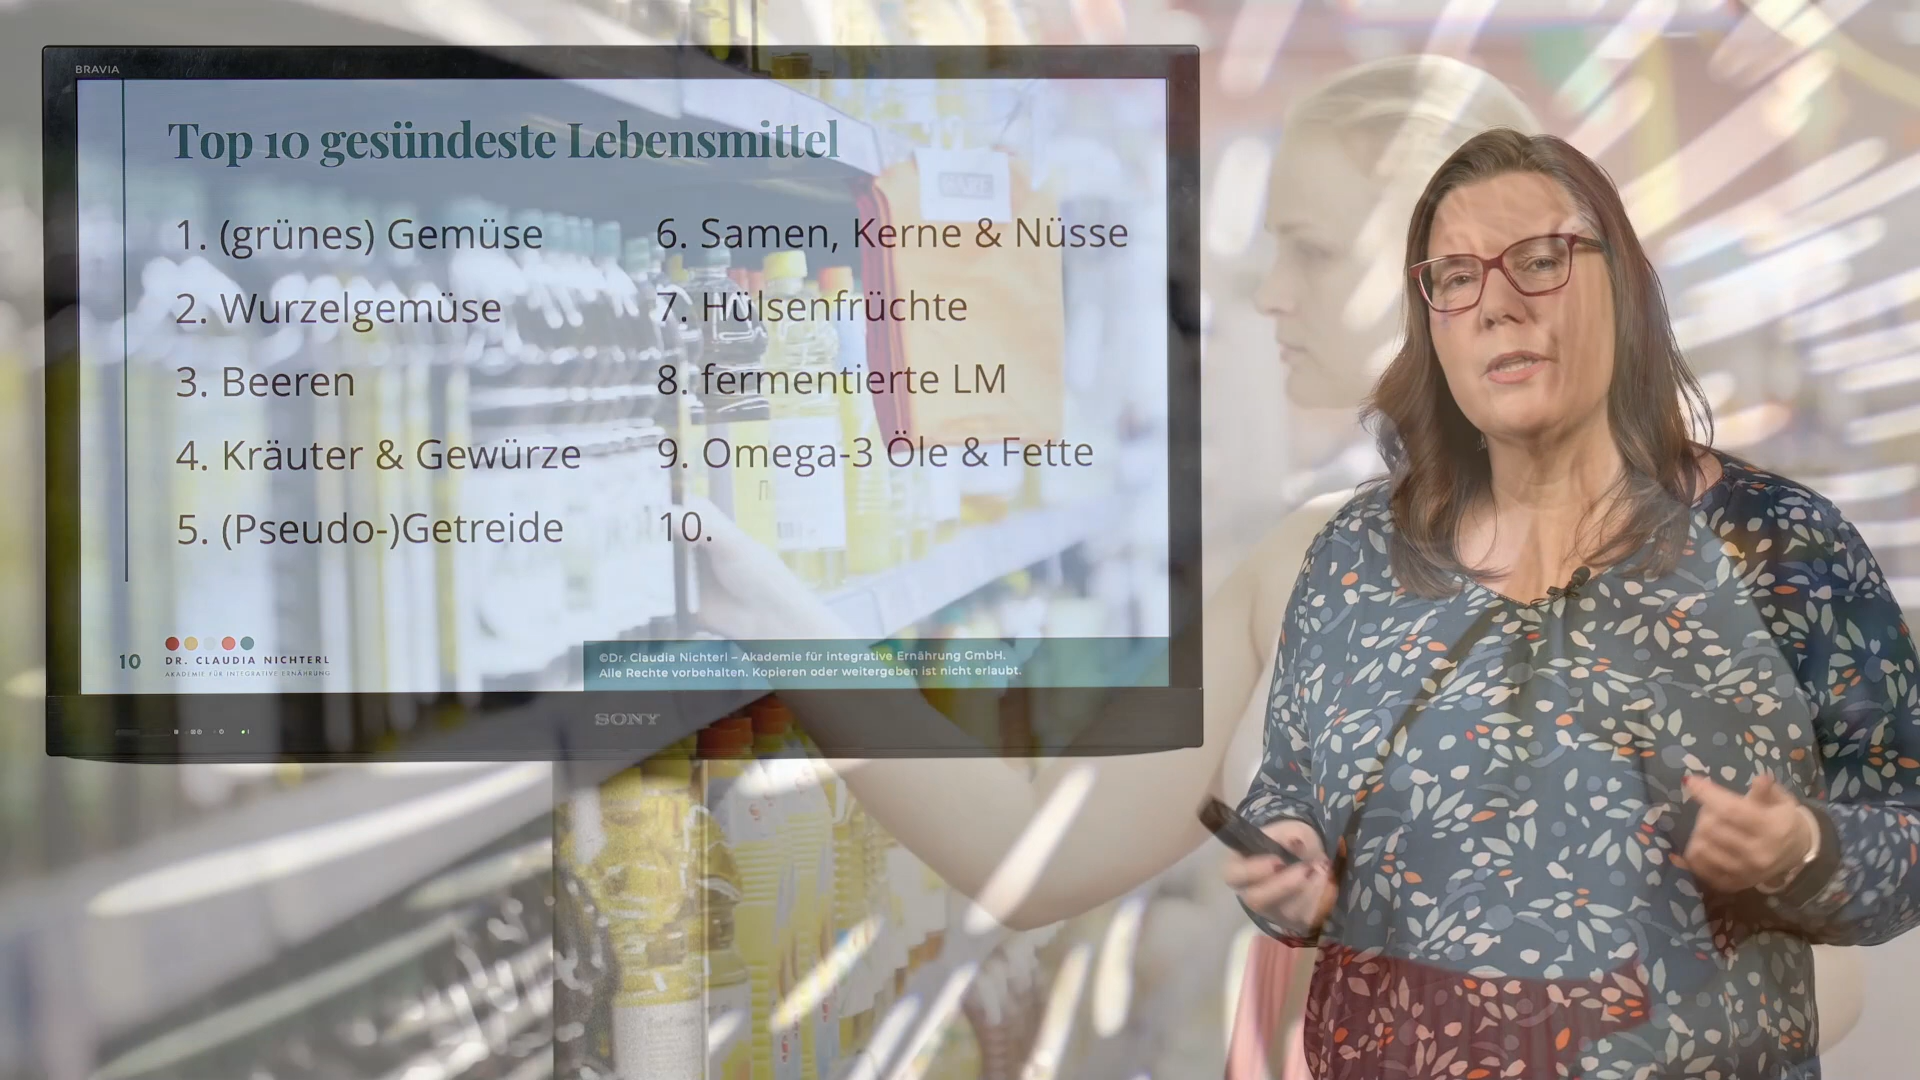 BRAVIA
Top 10 gesündeste Lebensmittel
1. (grünes) Gemüse
2. Wurzelgemüse
3. Beeren
4. Kräuter & Gewürze
5. (Pseudo-)Getreide
6. Samen, Kerne & Nüsse
7. Hülsenfrüchte
8. fermentierte LM
9. Omega-3 Öle & Fette
10.
10
DR. CLAUDIA NICHTERL
AKADEMIE FÜR INTEGRATIVE ERNÄHRUNG
©Dr. Claudia Nichterl – Akademie für integrative Ernährung GmbH.
Alle Rechte vorbehalten. Kopieren oder weitergeben ist nicht erlaubt.
SONY